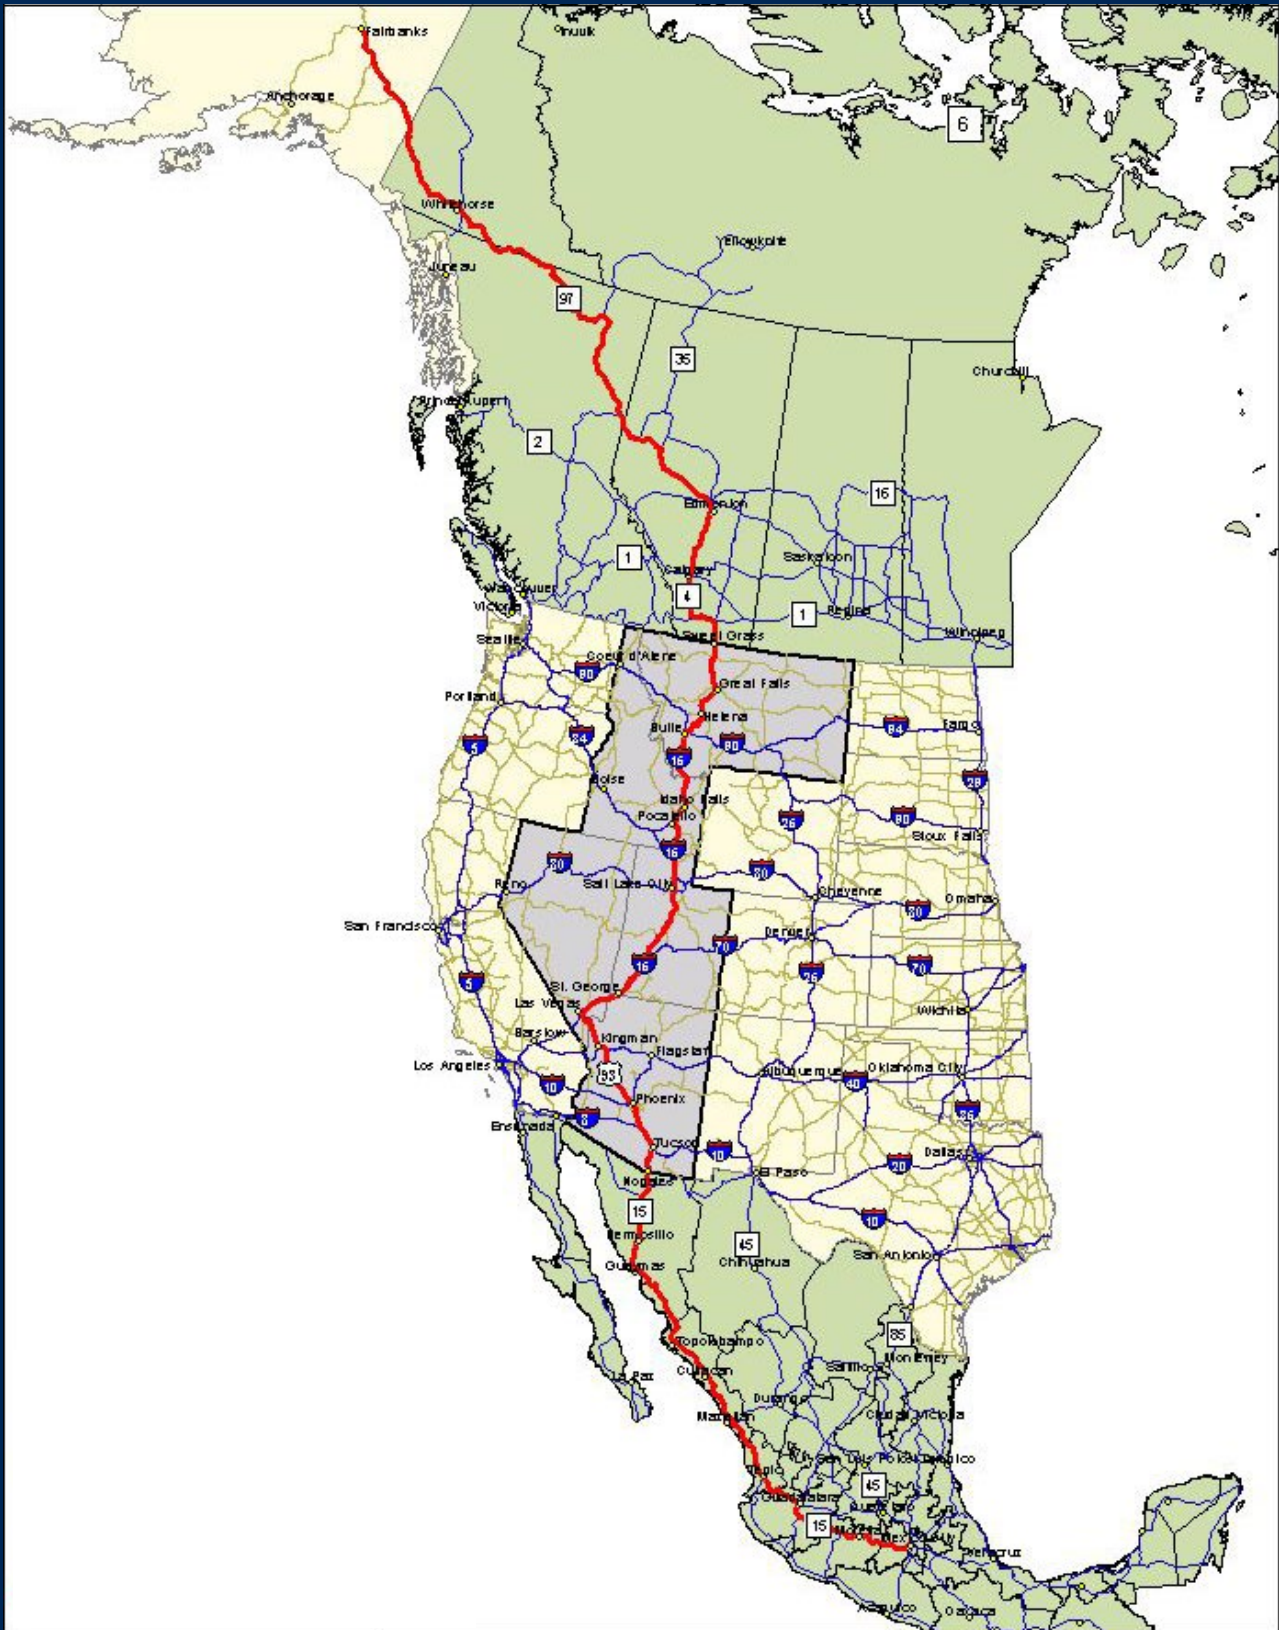 Fairbanks
Inuuk
Anchorage
6
Whitehorse
Yellowknife
Juneau
97
35
Churchill
Prince Rupert
2
16
Edmonton
1
Saskatoon
Calgary
Vancouver
4
Victoria
1
Regina
Winnipeg
Seattle
Sweet Grass
Coeur d'Alene
90
Great Falls
Portland
Helena
Butte
94
Fargo
84
5
90
15
29
Boise
Idaho Falls
Pocatello
25
90
Sioux Falls
15
80
80
Reno
Salt Lake City
Cheyenne
Omaha
80
San Francisco
Denver
70
15
70
25
5
St. George
Las Vegas
Wichita
Barstow
Kingman
Flagstaff
Los Angeles
93
Albuquerque
40
Oklahoma City
10
Phoenix
8
35
Ensenada
Tucson
10
Dallas
20
El Paso
Nogales
15
10
Hermosillo
45
San Antonio
Guaymas
Chihuahua
85
Topolobampo
Monterrey
Culiacan
La Paz
Durango
Mazatlan
Ciudad Victoria
San Luis Potosi
Tampico
Tepic
45
Guadalajara
15
Mexico City
Veracruz
Acapulco
Oaxaca